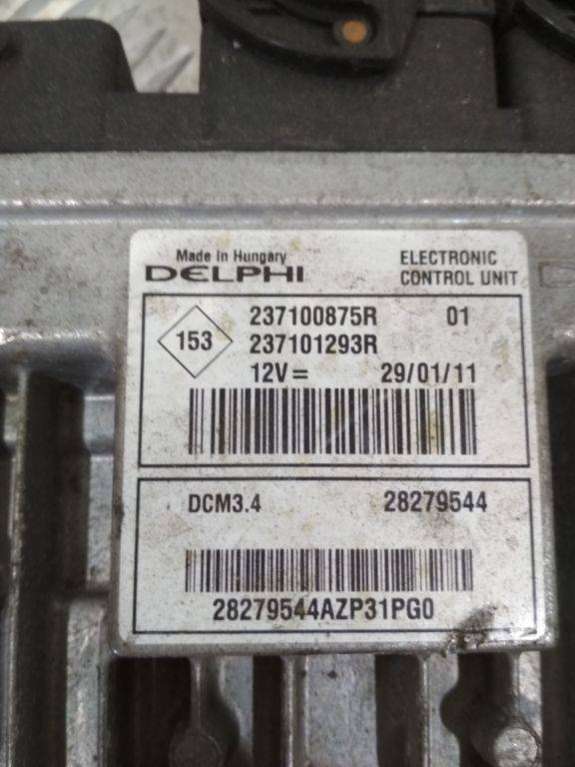 Made in Hungary
DELPHI
ELECTRONIC
CONTROL UNIT
153
237100875R 01
237101293R
12V= 29/01/11
DCM3.4 28279544
28279544AZP31PG0